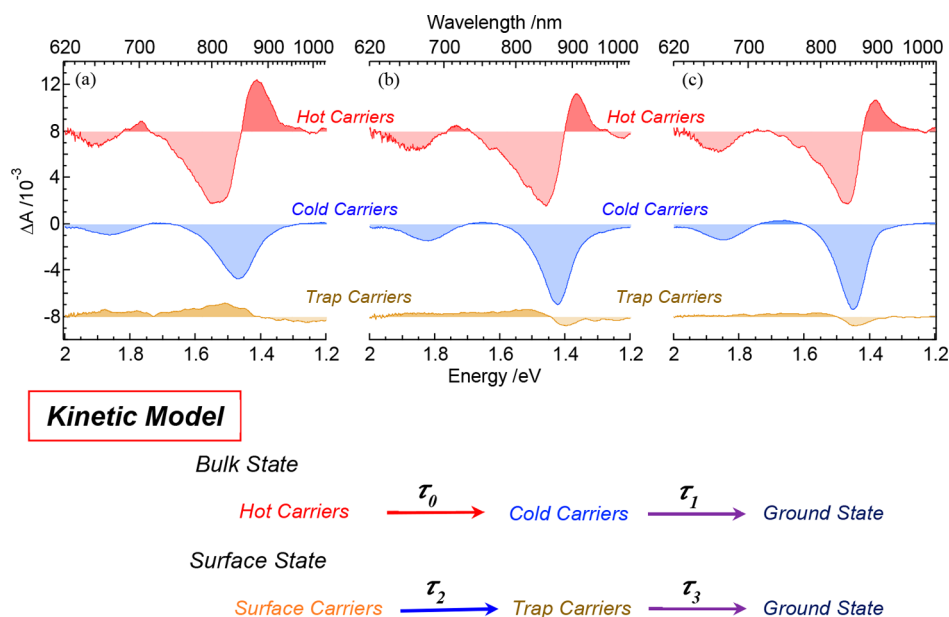 Wavelength /nm
620 700 800 900 1000 620 700 800 900 1000 620 700 800 900 1000
12 (a) (b) (c)
Hot Carriers Hot Carriers Hot Carriers
8
4
ΔA /10⁻³
Cold Carriers Cold Carriers Cold Carriers
0
-4
Trap Carriers Trap Carriers Trap Carriers
-8
2 1.8 1.6 1.4 1.2 2 1.8 1.6 1.4 1.2 2 1.8 1.6 1.4 1.2
Energy /eV
Kinetic Model
Bulk State
τ₀ τ₁
Hot Carriers Cold Carriers Ground State
Surface State
τ₂ τ₃
Surface Carriers Trap Carriers Ground State